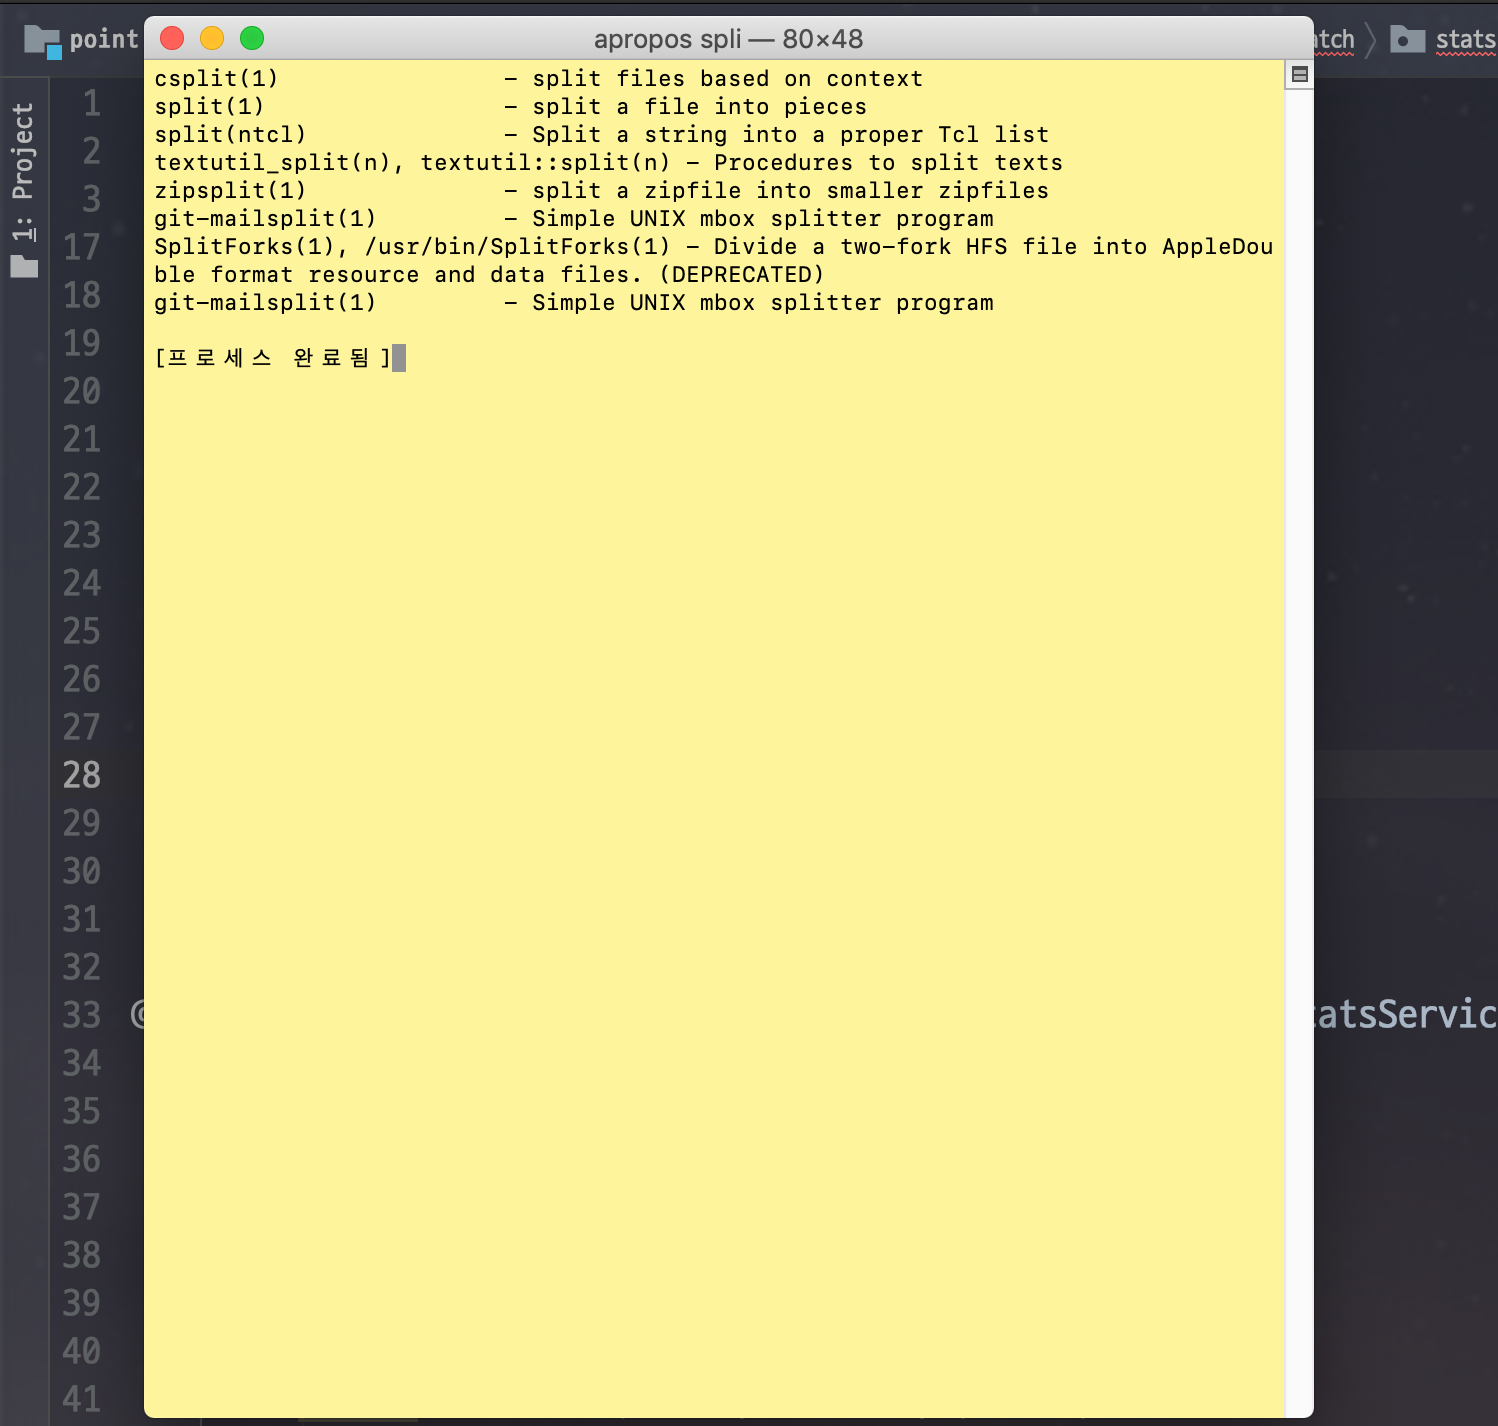 point
apropos spli — 80×48
stats
1: Project
csplit(1) - split files based on context
split(1) - split a file into pieces
split(ntcl) - Split a string into a proper Tcl list
textutil_split(n), textutil::split(n) - Procedures to split texts
zipsplit(1) - split a zipfile into smaller zipfiles
git-mailsplit(1) - Simple UNIX mbox splitter program
SplitForks(1), /usr/bin/SplitForks(1) - Divide a two-fork HFS file into AppleDou
ble format resource and data files. (DEPRECATED)
git-mailsplit(1) - Simple UNIX mbox splitter program
[프로세스 완료됨]
1
2
3
17
18
19
20
21
22
23
24
25
26
27
28
29
30
31
32
33 @
34
35
36
37
38
39
40
41